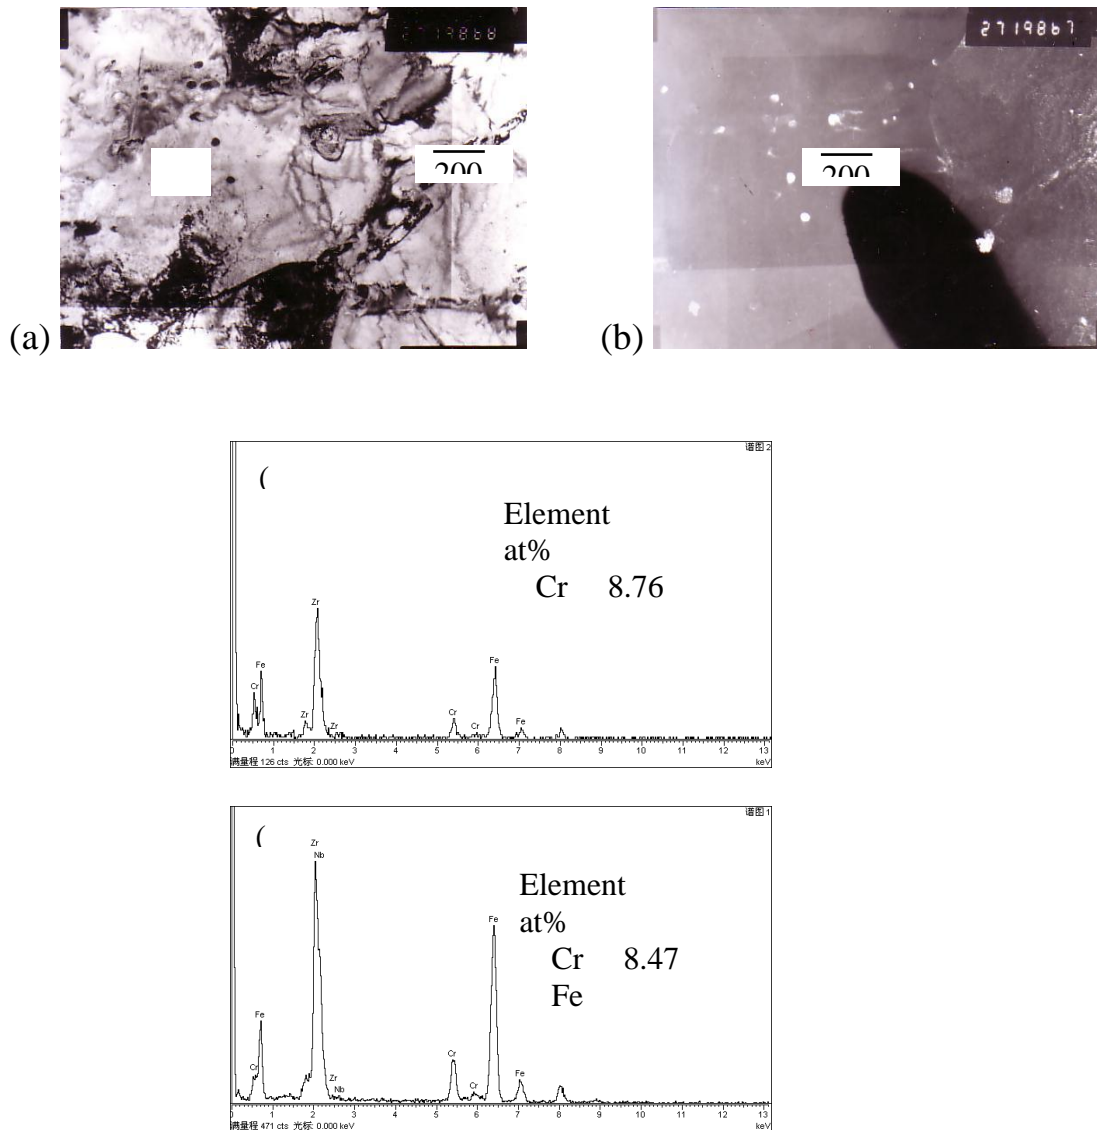 2719868
2719867
200
200
(a)
(b)
谱图 2
(
Element
at%
Cr 8.76
Zr
Fe
Cr
Zr
Zr
Cr
Cr
Fe
Fe
0 1 2 3 4 5 6 7 8 9 10 11 12 13
满量程 126 cts 光标: 0.000 keV
keV
谱图 1
(
Element
at%
Cr 8.47
Fe
Zr
Nb
Fe
Cr
Zr
Nb
Cr
Cr
Fe
Fe
0 1 2 3 4 5 6 7 8 9 10 11 12 13
满量程 471 cts 光标: 0.000 keV
keV